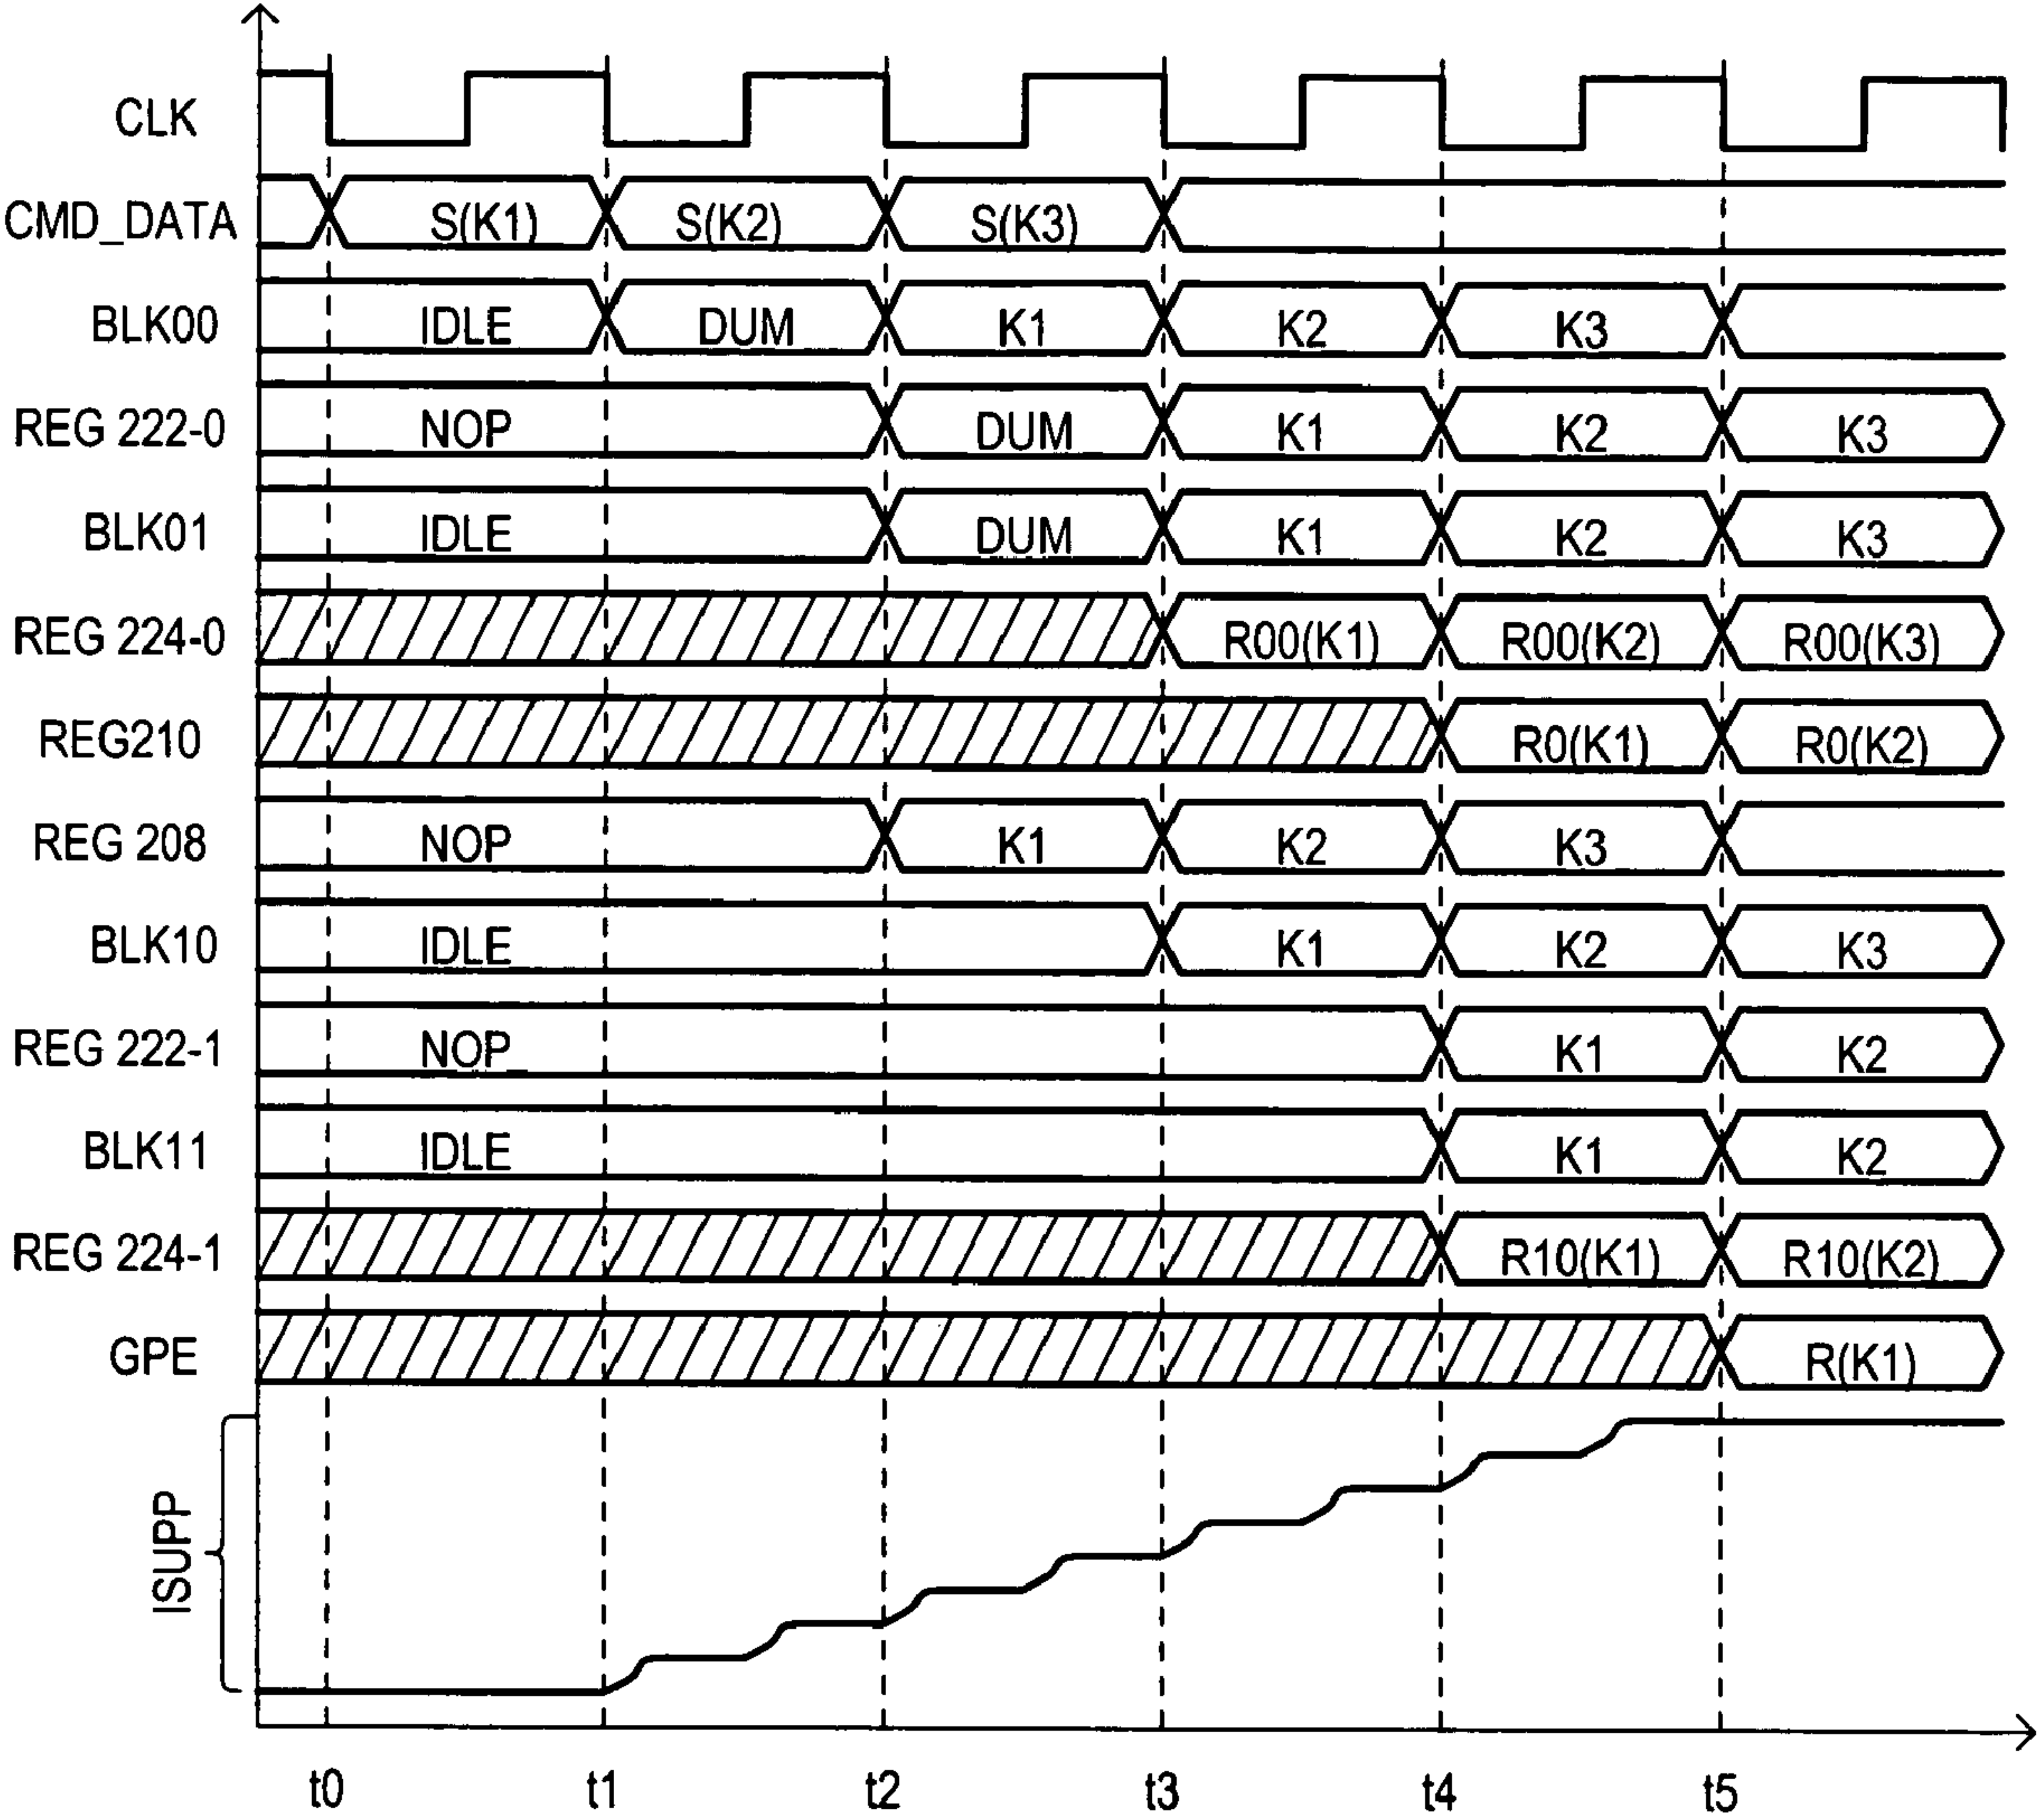 CLK
CMD_DATA S(K1) S(K2) S(K3)
BLK00 IDLE DUM K1 K2 K3
REG 222-0 NOP DUM K1 K2 K3
BLK01 IDLE DUM K1 K2 K3
REG 224-0 R00(K1) R00(K2) R00(K3)
REG210 R0(K1) R0(K2)
REG 208 NOP K1 K2 K3
BLK10 IDLE K1 K2 K3
REG 222-1 NOP K1 K2
BLK11 IDLE K1 K2
REG 224-1 R10(K1) R10(K2)
GPE R(K1)
ISUPP
t0 t1 t2 t3 t4 t5